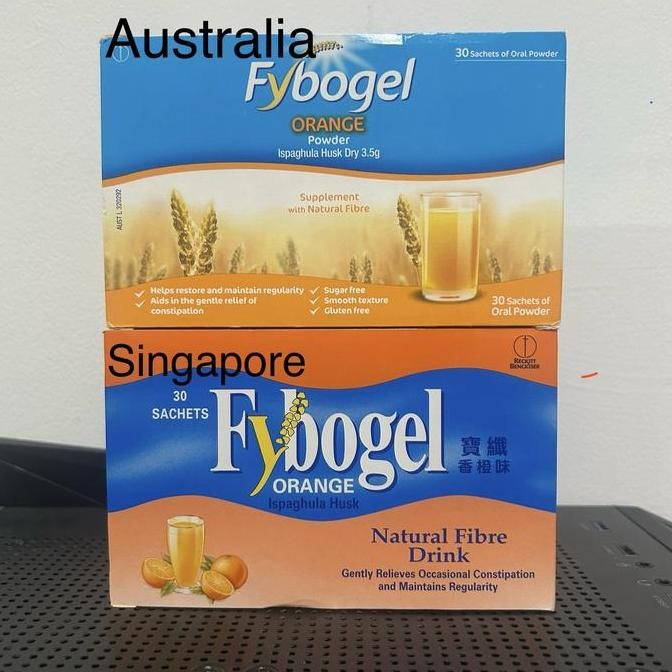 Australia
30 Sachets of Oral Powder
Fybogel
ORANGE
Powder
Ispaghula Husk Dry 3.5g
Supplement
with Natural Fibre
AUST L 320292
Helps restore and maintain regularity
Aids in the gentle relief of
constipation
Sugar free
Smooth texture
Gluten free
30 Sachets of
Oral Powder
Singapore
RECKITT
BENCKISER
30
SACHETS
Fybogel
寶纖
香橙味
ORANGE
Ispaghula Husk
Natural Fibre
Drink
Gently Relieves Occasional Constipation
and Maintains Regularity